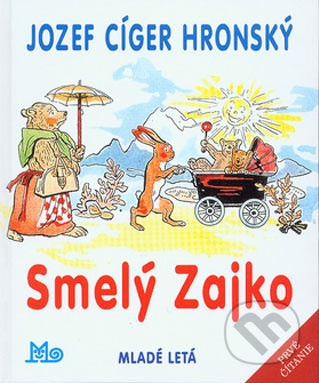 JOZEF CÍGER HRONSKÝ
Smelý Zajko
MLADÉ LETÁ
PRVÉ
ČÍTANIE